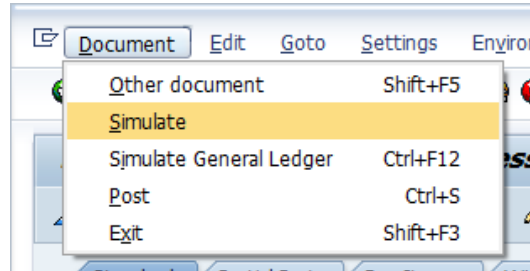 Document Edit Goto Settings
Other document Shift+F5
Simulate
Simulate General Ledger Ctrl+F12
Post Ctrl+S
Exit Shift+F3